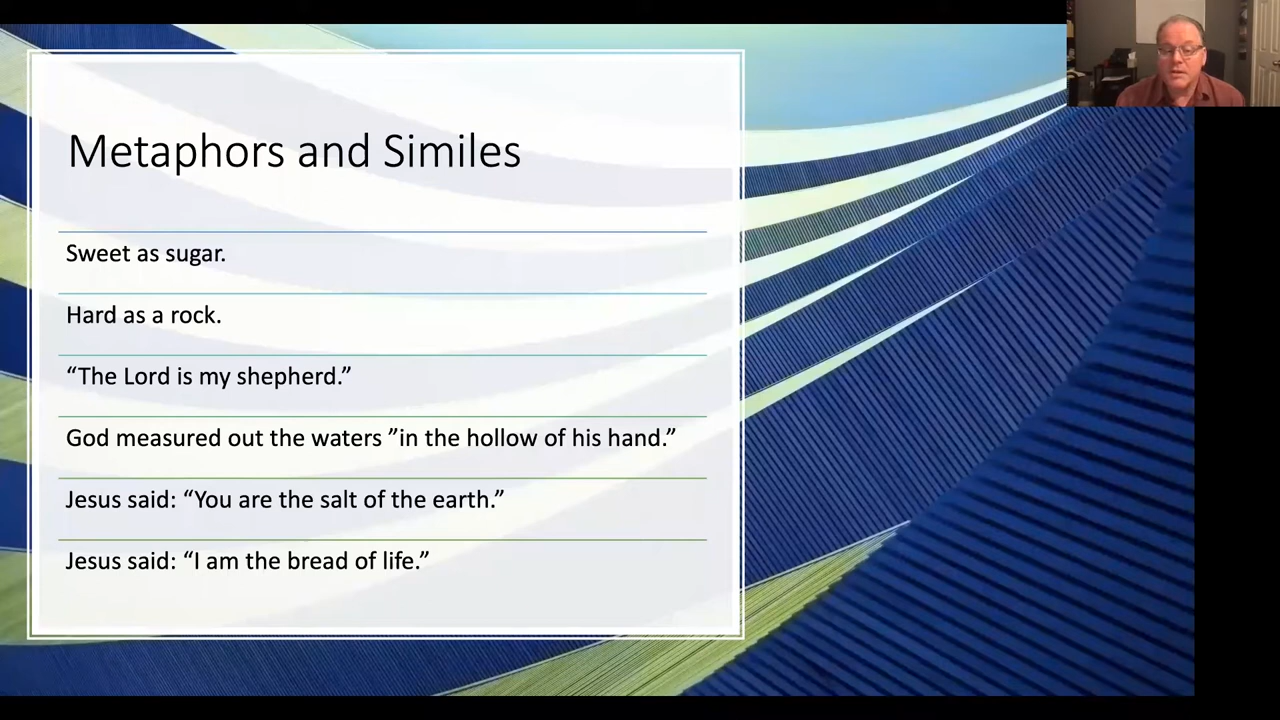 Metaphors and Similes
Sweet as sugar.
Hard as a rock.
“The Lord is my shepherd.”
God measured out the waters ”in the hollow of his hand.”
Jesus said: “You are the salt of the earth.”
Jesus said: “I am the bread of life.”